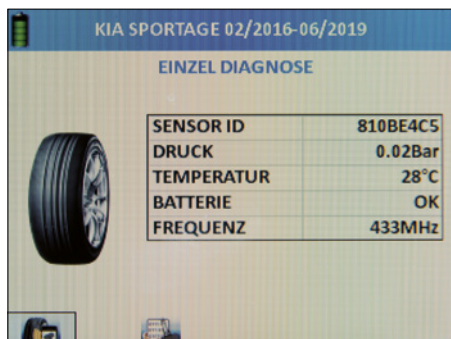 KIA SPORTAGE 02/2016-06/2019
EINZEL DIAGNOSE
SENSOR ID 810BE4C5
DRUCK 0.02Bar
TEMPERATUR 28°C
BATTERIE OK
FREQUENZ 433MHz